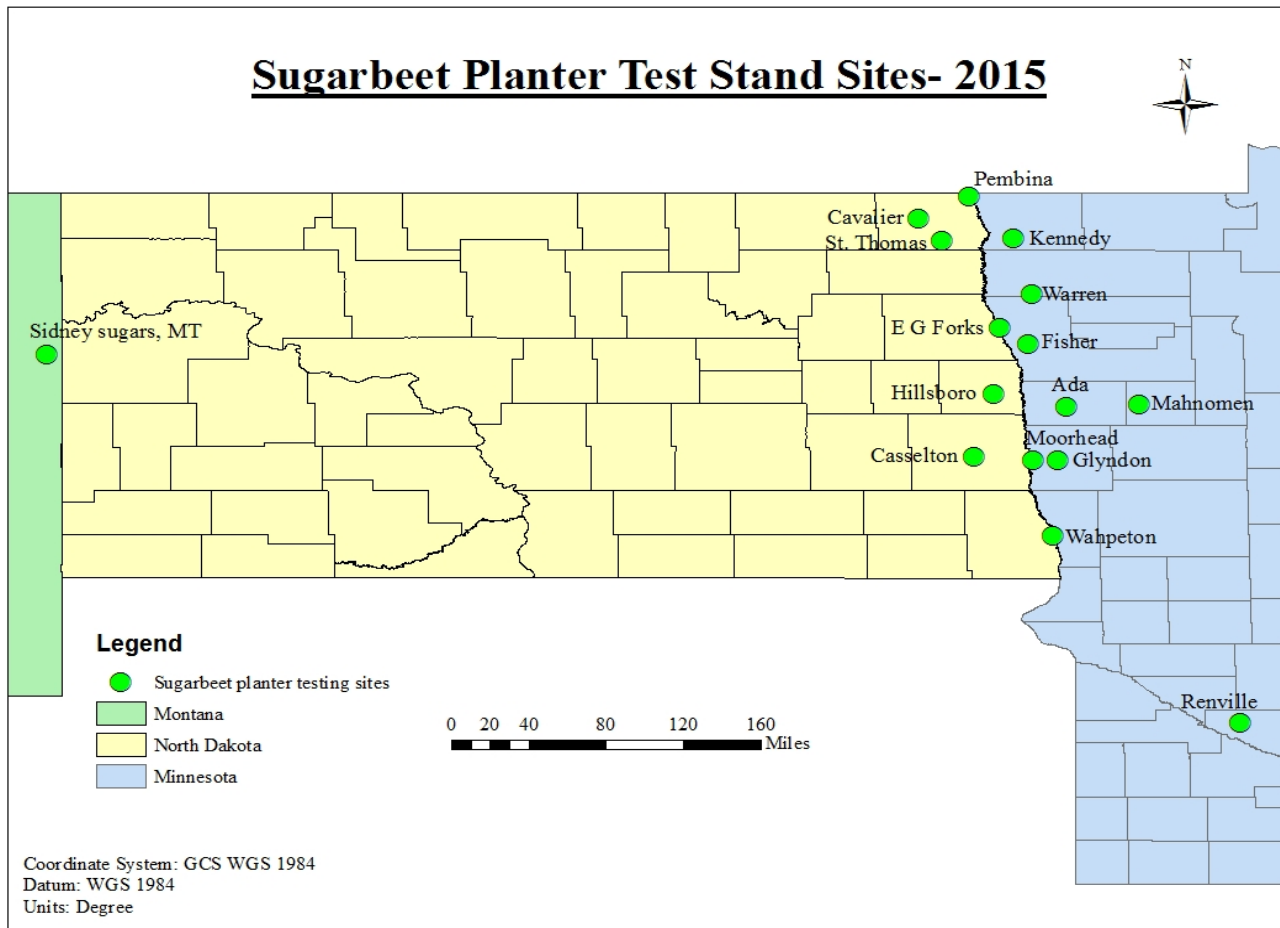 Sugarbeet Planter Test Stand Sites- 2015
N
Pembina
Cavalier
St. Thomas
Kennedy
Warren
Sidney sugars, MT
E G Forks
Fisher
Hillsboro
Ada
Mahnomen
Moorhead
Casselton
Glyndon
Wahpeton
Renville
Legend
Sugarbeet planter testing sites
Montana
North Dakota
Minnesota
0 20 40 80 120 160
Miles
Coordinate System: GCS WGS 1984
Datum: WGS 1984
Units: Degree